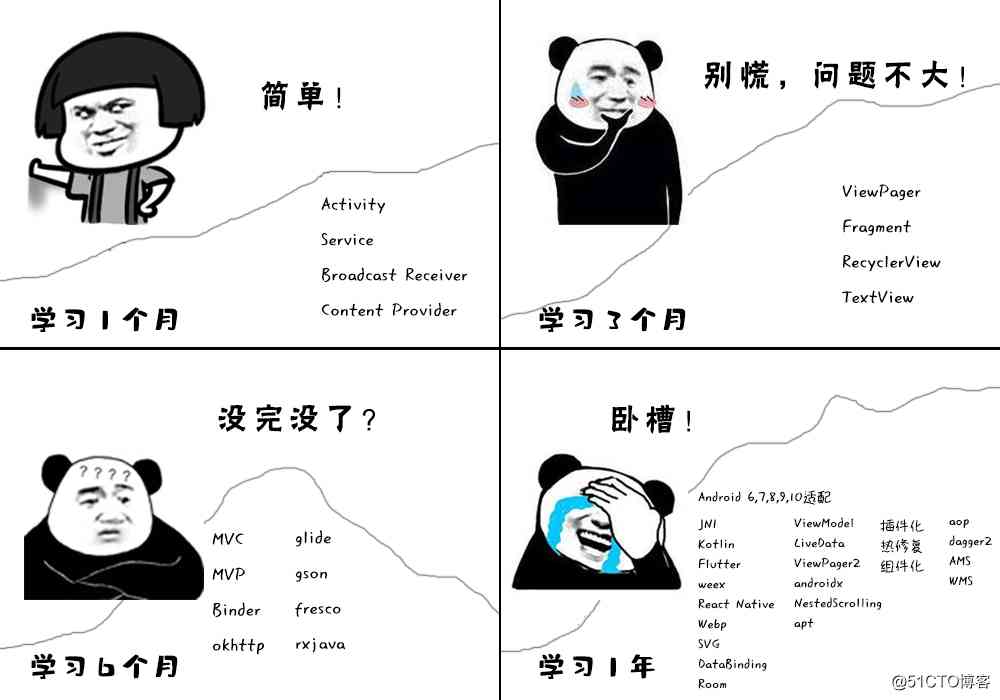 简单！
Activity
Service
Broadcast Receiver
Content Provider
学习1个月
别慌，问题不大！
ViewPager
Fragment
RecyclerView
TextView
学习3个月
没完没了？
????
MVC
MVP
Binder
okhttp
glide
gson
fresco
rxjava
学习6个月
卧槽！
Android 6,7,8,9,10适配
JNI
Kotlin
Flutter
weex
React Native
Webp
SVG
DataBinding
Room
ViewModel
LiveData
ViewPager2
androidx
NestedScrolling
apt
插件化
热修复
组件化
aop
dagger2
AMS
WMS
学习1年
@51CTO博客